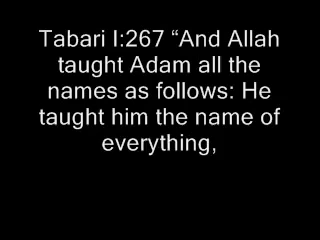 Tabari I:267 “And Allah
taught Adam all the
names as follows: He
taught him the name of
everything,